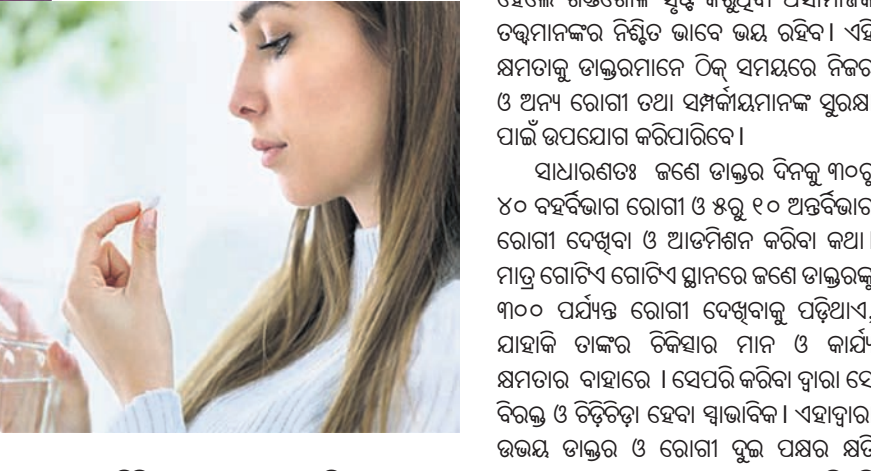 ତତ୍ତ୍ୱମାନଙ୍କର ନିଶ୍ଚିତ ଭାବେ ଭୟ ରହିବ। ଏହି
କ୍ଷମତାକୁ ଡାକ୍ତରମାନେ ଠିକ୍ ସମୟରେ ନିଜର
ଓ ଅନ୍ୟ ରୋଗୀ ତଥା ସମ୍ପର୍କୀୟମାନଙ୍କ ସୁରକ୍ଷା
ପାଇଁ ଉପଯୋଗ କରିପାରିବେ।
ସାଧାରଣତଃ ଜଣେ ଡାକ୍ତର ଦିନକୁ ୩୦ରୁ
୪୦ ବହିର୍ବିଭାଗ ରୋଗୀ ଓ ୫ରୁ ୧୦ ଅନ୍ତର୍ବିଭାଗ
ରୋଗୀ ଦେଖିବା ଓ ଆଡମିଶନ କରିବା କଥା।
ମାତ୍ର ଗୋଟିଏ ଗୋଟିଏ ସ୍ଥାନରେ ଜଣେ ଡାକ୍ତରଙ୍କୁ
୩୦୦ ପର୍ଯ୍ୟନ୍ତ ରୋଗୀ ଦେଖିବାକୁ ପଡ଼ିଥାଏ,
ଯାହାକି ତାଙ୍କର ଚିକିତ୍ସାର ମାନ ଓ କାର୍ଯ୍ୟ
କ୍ଷମତାର ବାହାରେ । ସେପରି କରିବା ଦ୍ୱାରା ସେ
ବିରକ୍ତ ଓ ଚିଡ଼ିଚିଡ଼ା ହେବା ସ୍ୱାଭାବିକ। ଏହାଦ୍ୱାରା
ଉଭୟ ଡାକ୍ତର ଓ ରୋଗୀ ଦୁଇ ପକ୍ଷର କ୍ଷତି